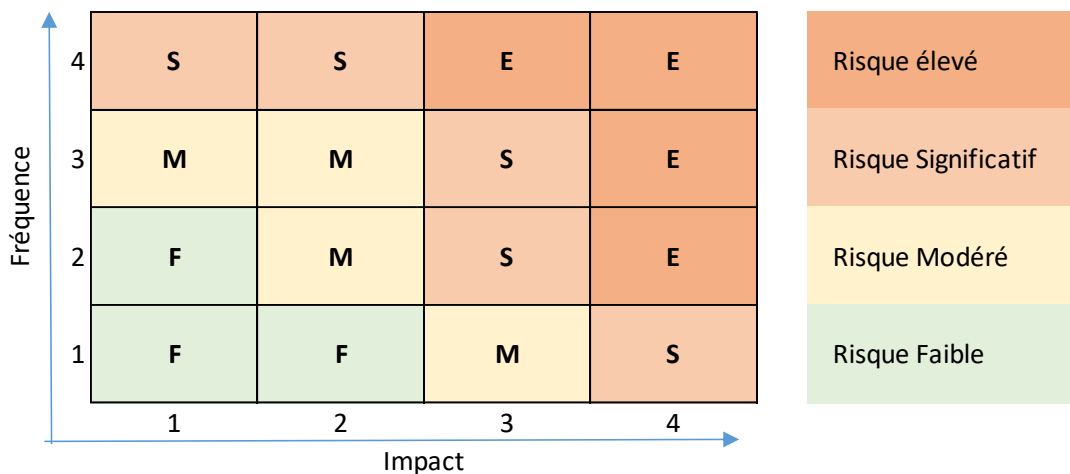 Fréquence
4 S S E E Risque élevé
3 M M S E Risque Significatif
2 F M S E Risque Modéré
1 F F M S Risque Faible
1 2 3 4
Impact